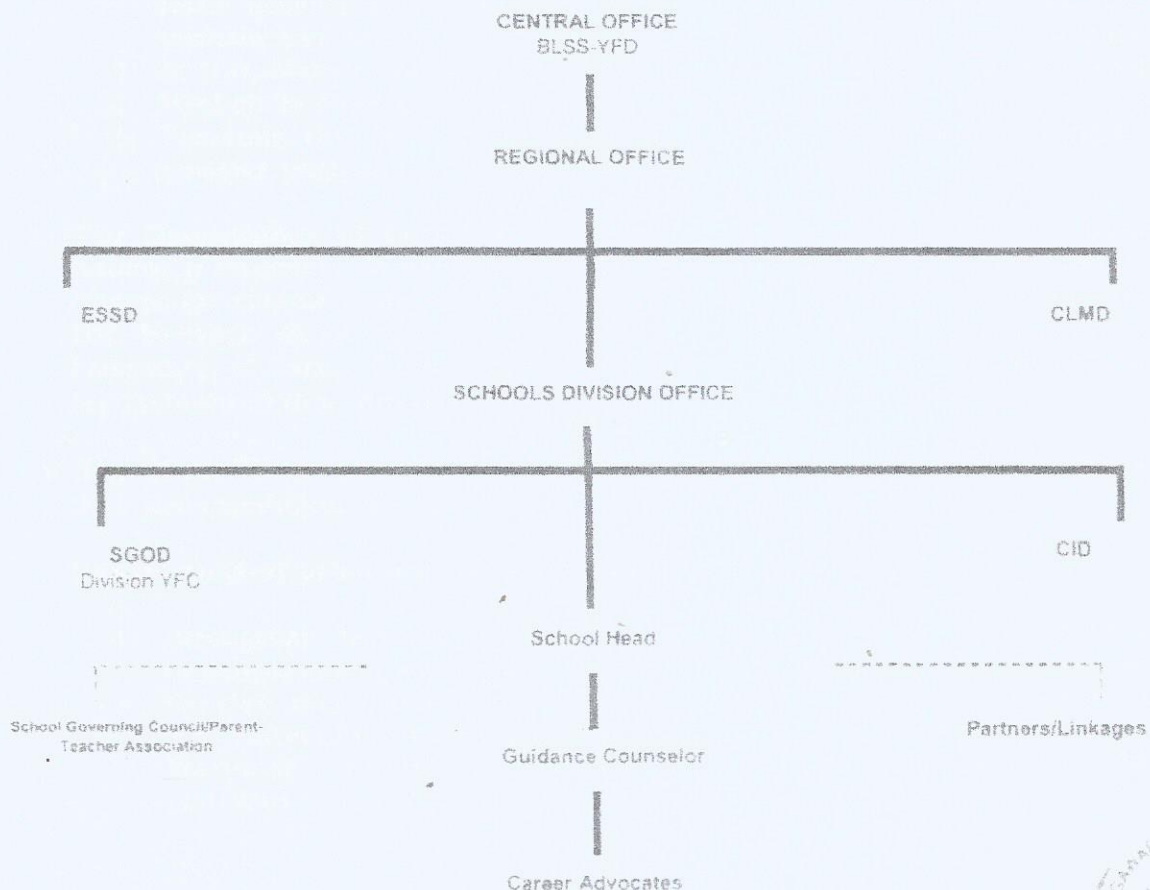 CENTRAL OFFICE
BLSS-YFD
REGIONAL OFFICE
ESSD
CLMD
SCHOOLS DIVISION OFFICE
SGOD
Division YFC
CID
School Head
School Governing Council/Parent-
Teacher Association
Partners/Linkages
Guidance Counselor
Career Advocates